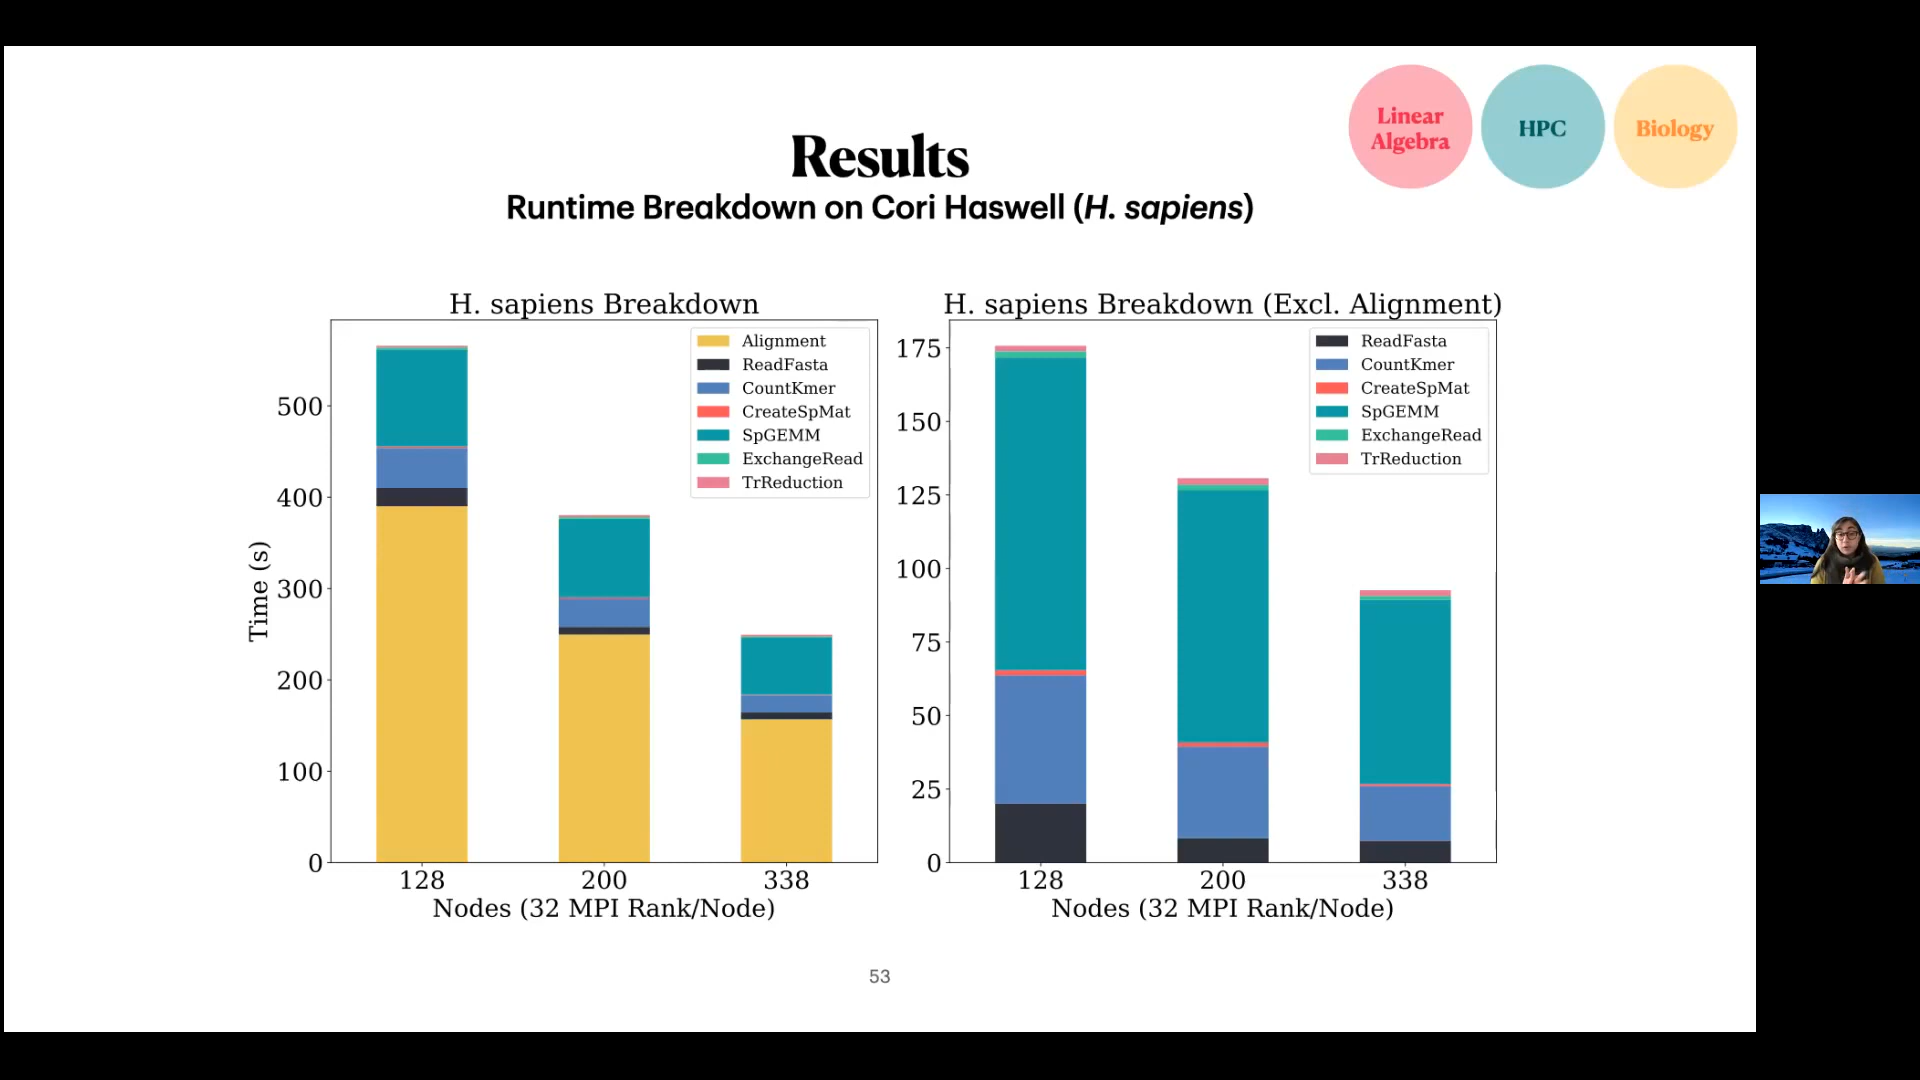 Linear
Algebra
HPC
Biology
Results
Runtime Breakdown on Cori Haswell (H. sapiens)
H. sapiens Breakdown
Time (s)
500
400
300
200
100
0
Alignment
ReadFasta
CountKmer
CreateSpMat
SpGEMM
ExchangeRead
TrReduction
128
200
338
Nodes (32 MPI Rank/Node)
H. sapiens Breakdown (Excl. Alignment)
175
150
125
100
75
50
25
0
ReadFasta
CountKmer
CreateSpMat
SpGEMM
ExchangeRead
TrReduction
128
200
338
Nodes (32 MPI Rank/Node)
53